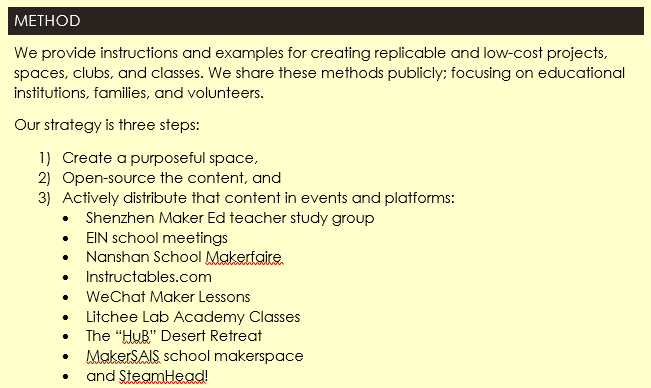 METHOD
We provide instructions and examples for creating replicable and low-cost projects,
spaces, clubs, and classes. We share these methods publicly; focusing on educational
institutions, families, and volunteers.
Our strategy is three steps:
1) Create a purposeful space,
2) Open-source the content, and
3) Actively distribute that content in events and platforms:
• Shenzhen Maker Ed teacher study group
• EIN school meetings
• Nanshan School Makerfaire
• Instructables.com
• WeChat Maker Lessons
• Litchee Lab Academy Classes
• The “HuB” Desert Retreat
• MakerSAIS school makerspace
• and SteamHead!